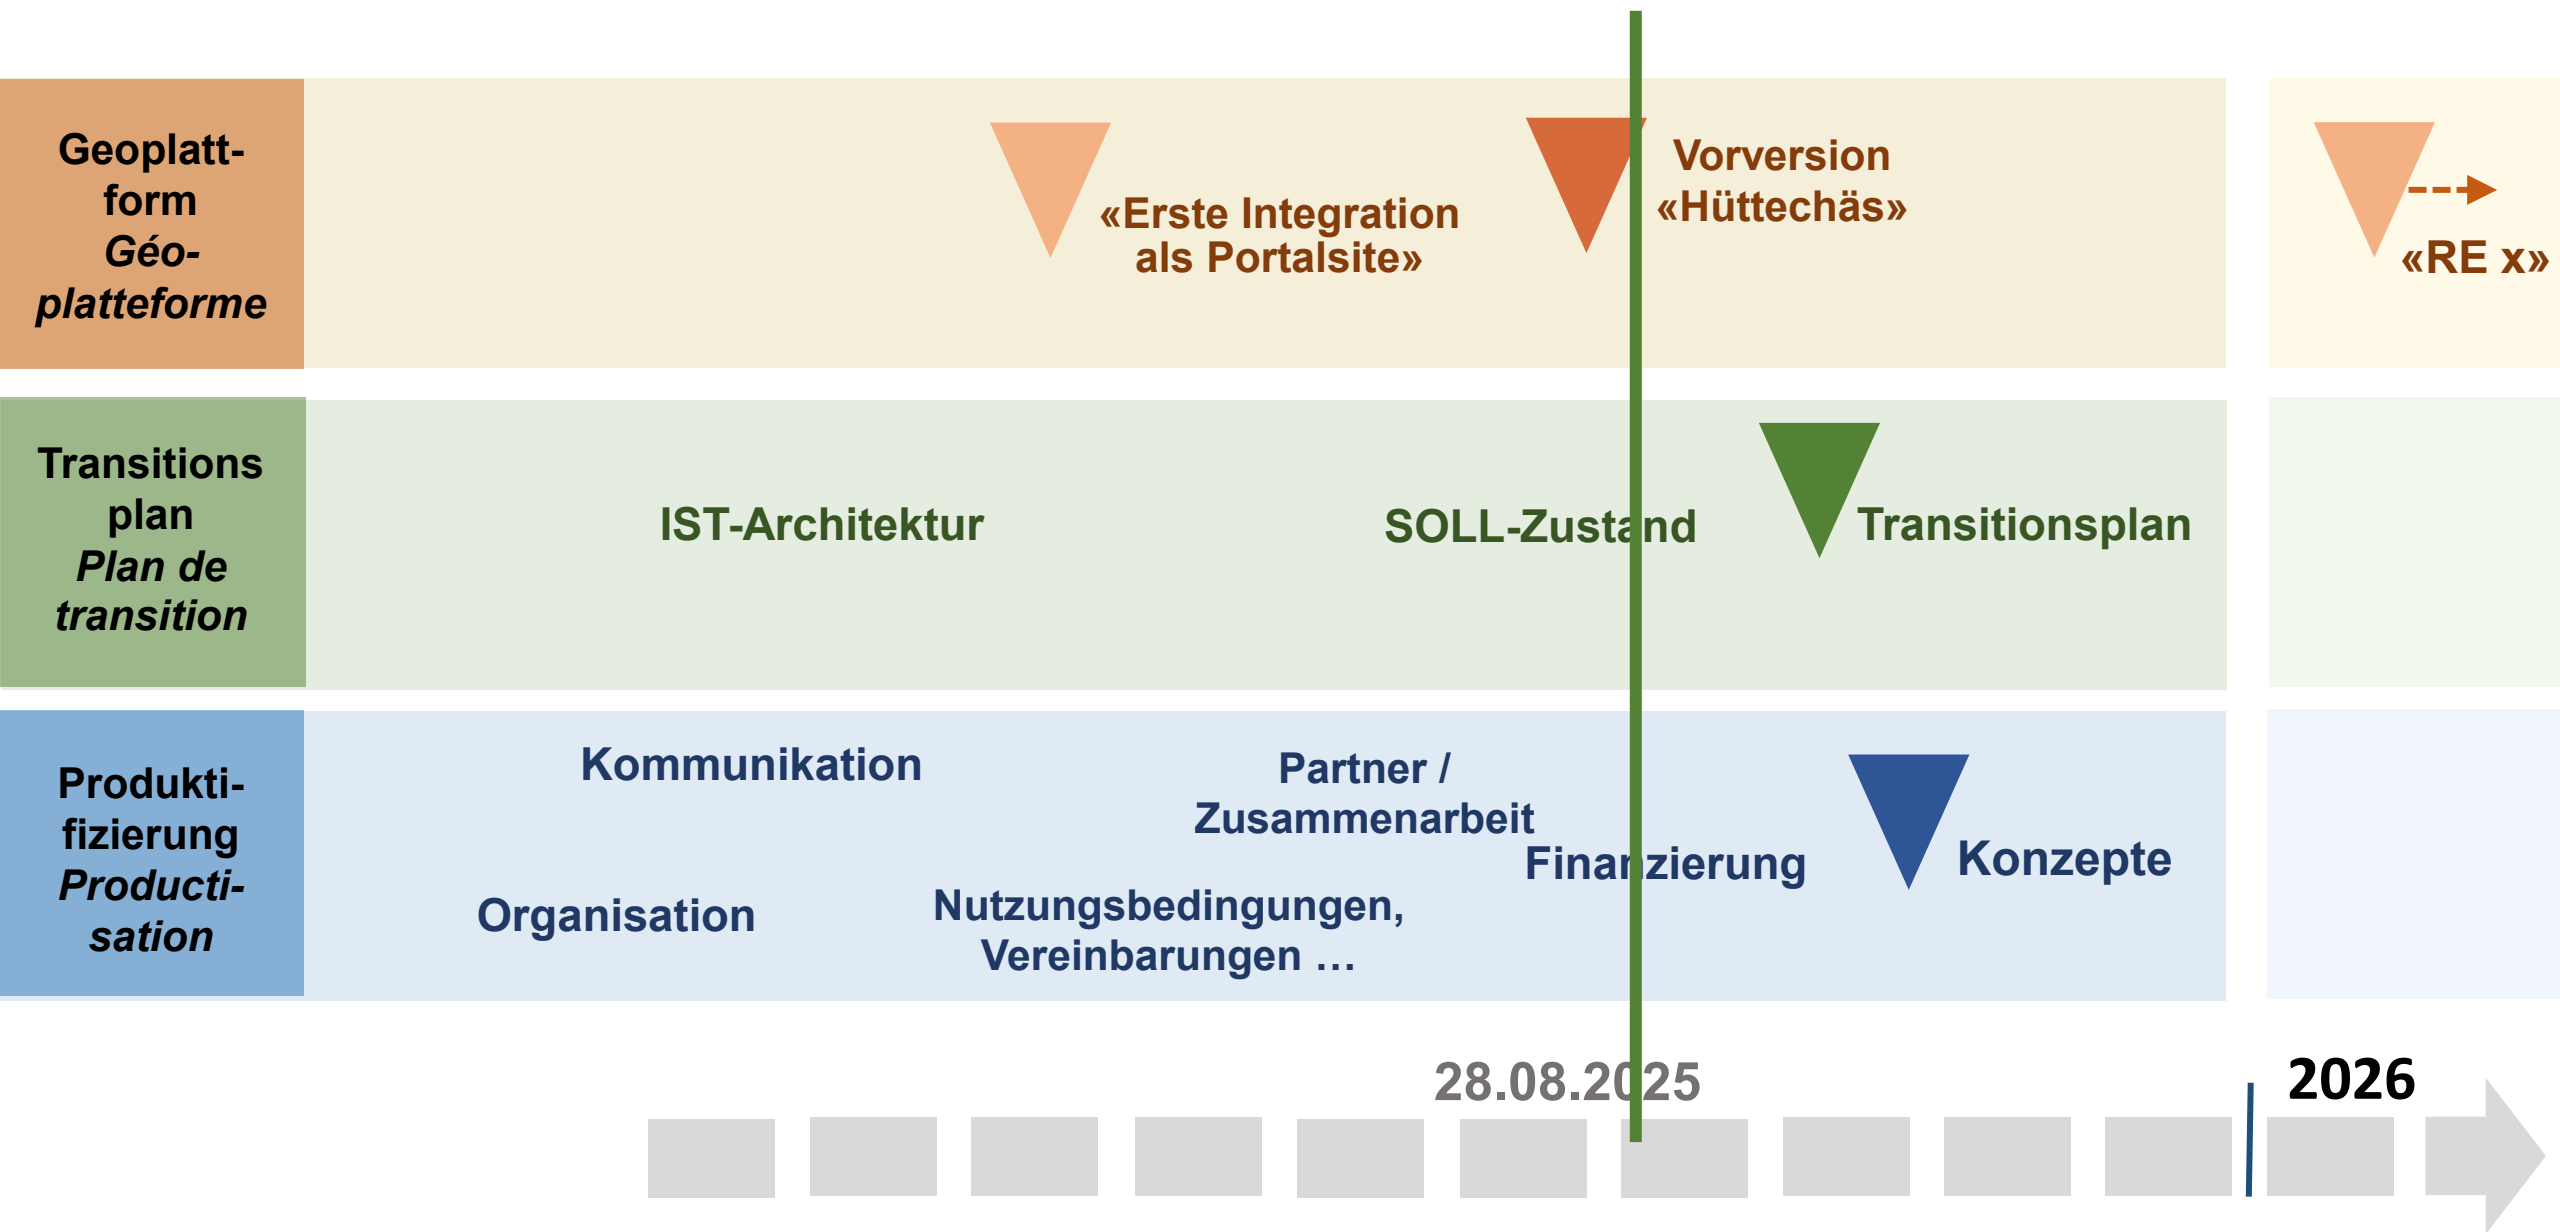 Geoplatt-
form
Géo-
platteforme
«Erste Integration
als Portalsite»
Vorversion
«Hüttechäs»
«RE x»
Transitions
plan
Plan de
transition
IST-Architektur
SOLL-Zustand
Transitionsplan
Produkti-
fizierung
Producti-
sation
Kommunikation
Organisation
Partner /
Zusammenarbeit
Nutzungsbedingungen,
Vereinbarungen …
Finanzierung
Konzepte
28.08.2025
2026